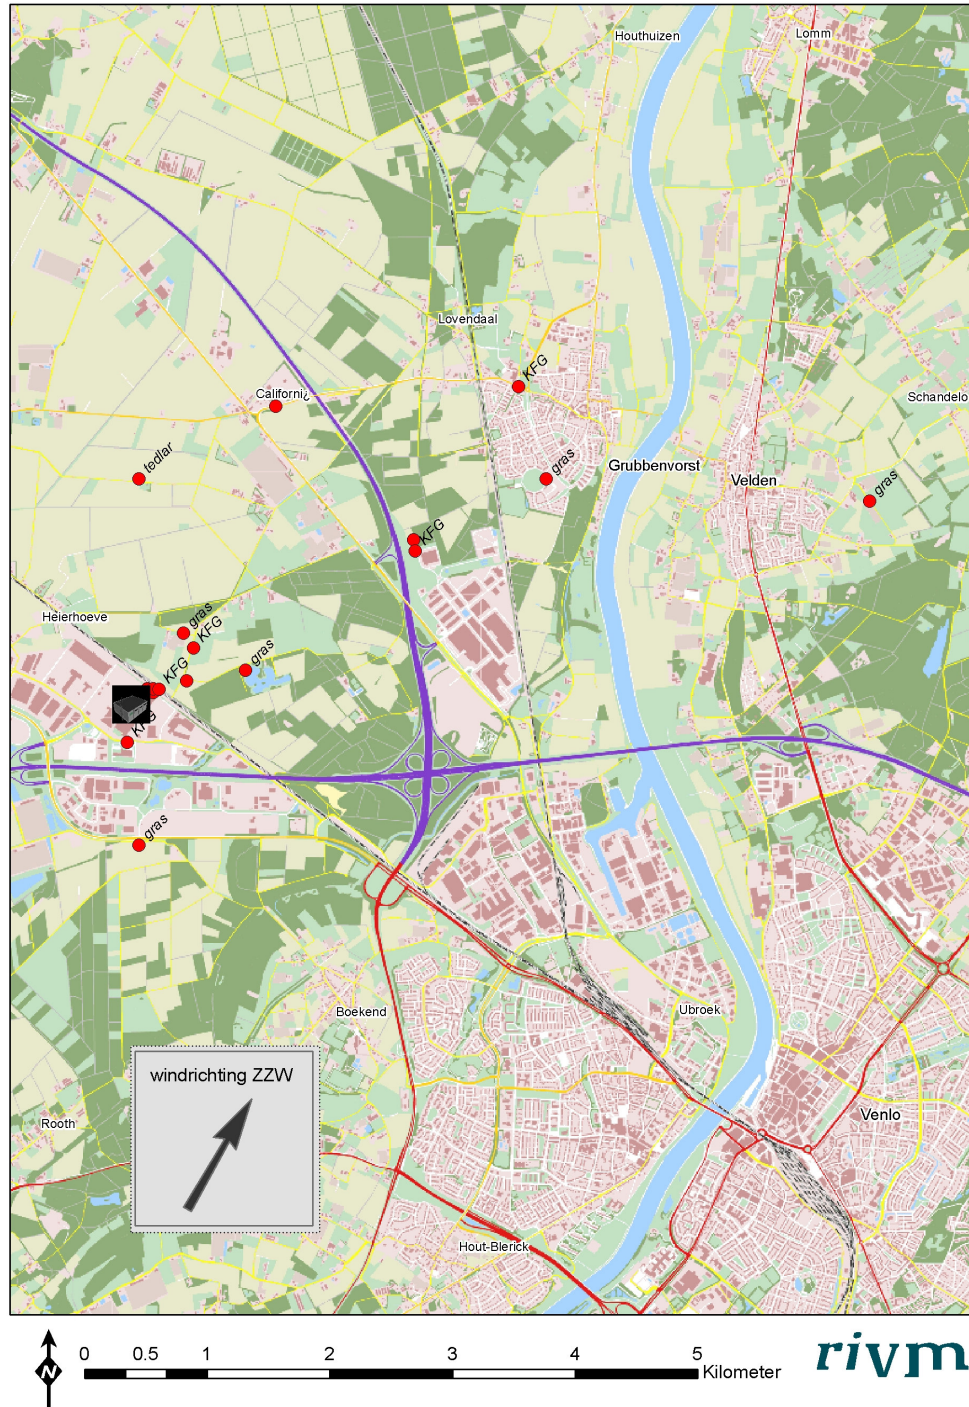 Houthuizen
Lomm
Lovendaal
KFG
Californi¿
Schandelo
tedlar
gras
Grubbenvorst
Velden
gras
KFG
Heierhoeve
gras
KFG
gras
KFG
KFG
gras
Boekend
Ubroek
windrichting ZZW
Rooth
Venlo
Hout-Blerick
N
0 0.5 1 2 3 4 5
Kilometer
rivm